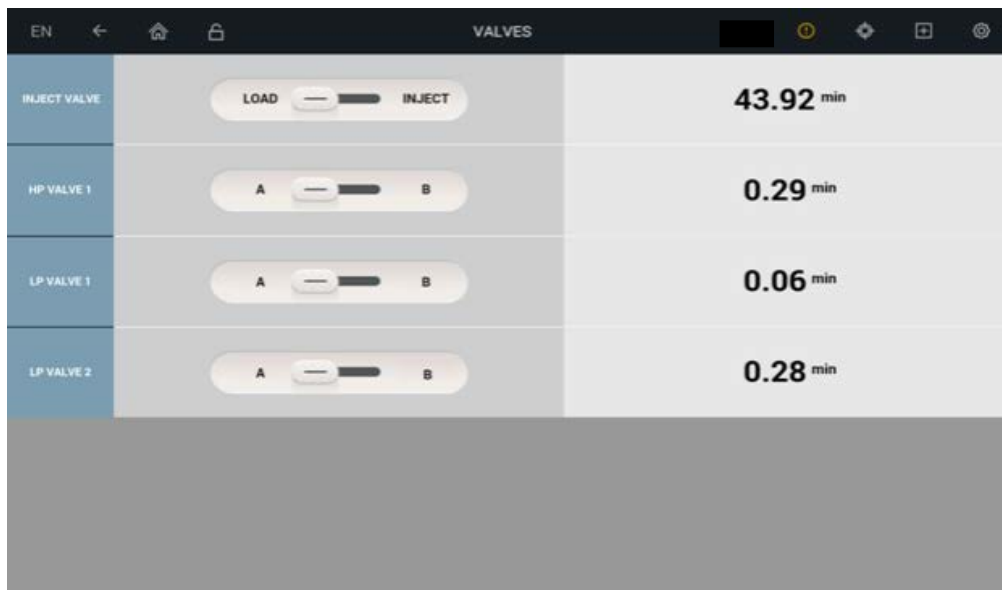 EN VALVES
INJECT VALVE LOAD INJECT 43.92 min
HP VALVE 1 A B 0.29 min
LP VALVE 1 A B 0.06 min
LP VALVE 2 A B 0.28 min